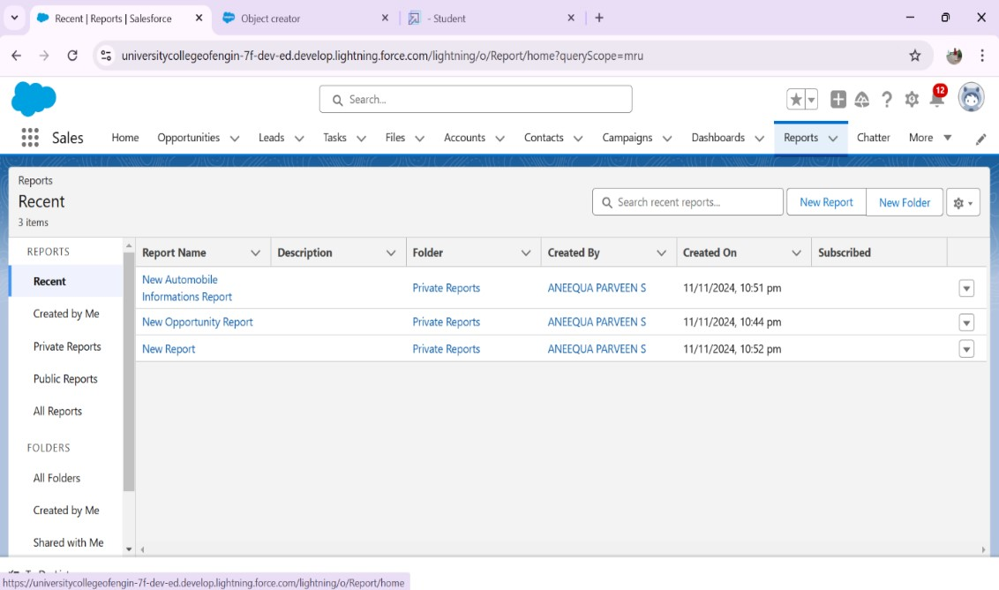 Recent | Reports | Salesforce
Object creator
- Student
universitycollegeofengin-7f-dev-ed.develop.lightning.force.com/lightning/o/Report/home?queryScope=mru
Search...
12
Sales
Home
Opportunities
Leads
Tasks
Files
Accounts
Contacts
Campaigns
Dashboards
Reports
Chatter
More
Reports
Recent
3 items
Search recent reports...
New Report
New Folder
REPORTS
Recent
Created by Me
Private Reports
Public Reports
All Reports
FOLDERS
All Folders
Created by Me
Shared with Me
Report Name
Description
Folder
Created By
Created On
Subscribed
New Automobile
Informations Report
Private Reports
ANEEQUA PARVEEN S
11/11/2024, 10:51 pm
New Opportunity Report
Private Reports
ANEEQUA PARVEEN S
11/11/2024, 10:44 pm
New Report
Private Reports
ANEEQUA PARVEEN S
11/11/2024, 10:52 pm
https://universitycollegeofengin-7f-dev-ed.develop.lightning.force.com/lightning/o/Report/home